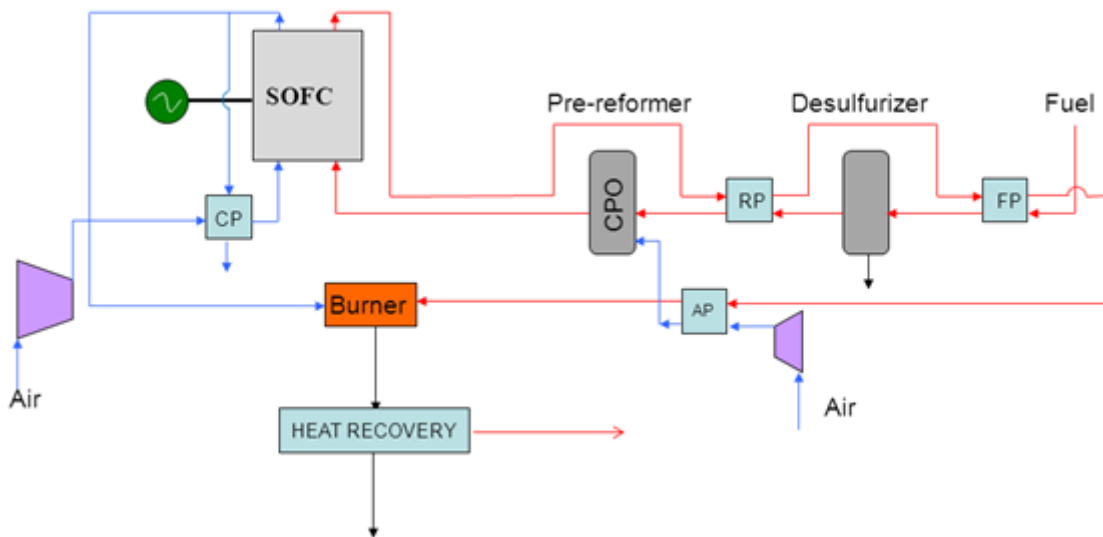 SOFC
Pre-reformer
Desulfurizer
Fuel
CP
CPO
RP
FP
Burner
AP
Air
Air
HEAT RECOVERY